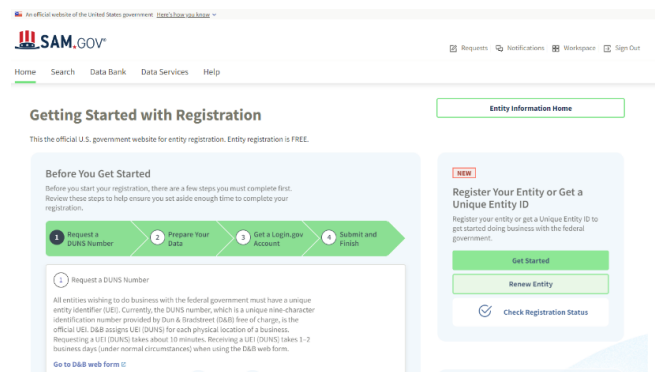 An official website of the United States government Here's how you know
SAM.GOV®
Requests Notifications Workspace Sign Out
Home Search Data Bank Data Services Help
Getting Started with Registration
Entity Information Home
This the official U.S. government website for entity registration. Entity registration is FREE.
Before You Get Started
Before you start your registration, there are a few steps you must complete first.
Review these steps to help ensure you set aside enough time to complete your
registration.
1 Request a
DUNS Number
2 Prepare Your
Data
3 Get a Login.gov
Account
4 Submit and
Finish
1 Request a DUNS Number
All entities wishing to do business with the federal government must have a unique
entity identifier (UEI). Currently, the DUNS number, which is a unique nine-character
identification number provided by Dun & Bradstreet (D&B) free of charge, is the
official UEI. D&B assigns UEI (DUNS) for each physical location of a business.
Requesting a UEI (DUNS) takes about 10 minutes. Receiving a UEI (DUNS) takes 1-2
business days (under normal circumstances) when using the D&B web form.
Go to D&B web form
NEW
Register Your Entity or Get a
Unique Entity ID
Register your entity or get a Unique Entity ID to
get started doing business with the federal
government.
Get Started
Renew Entity
Check Registration Status